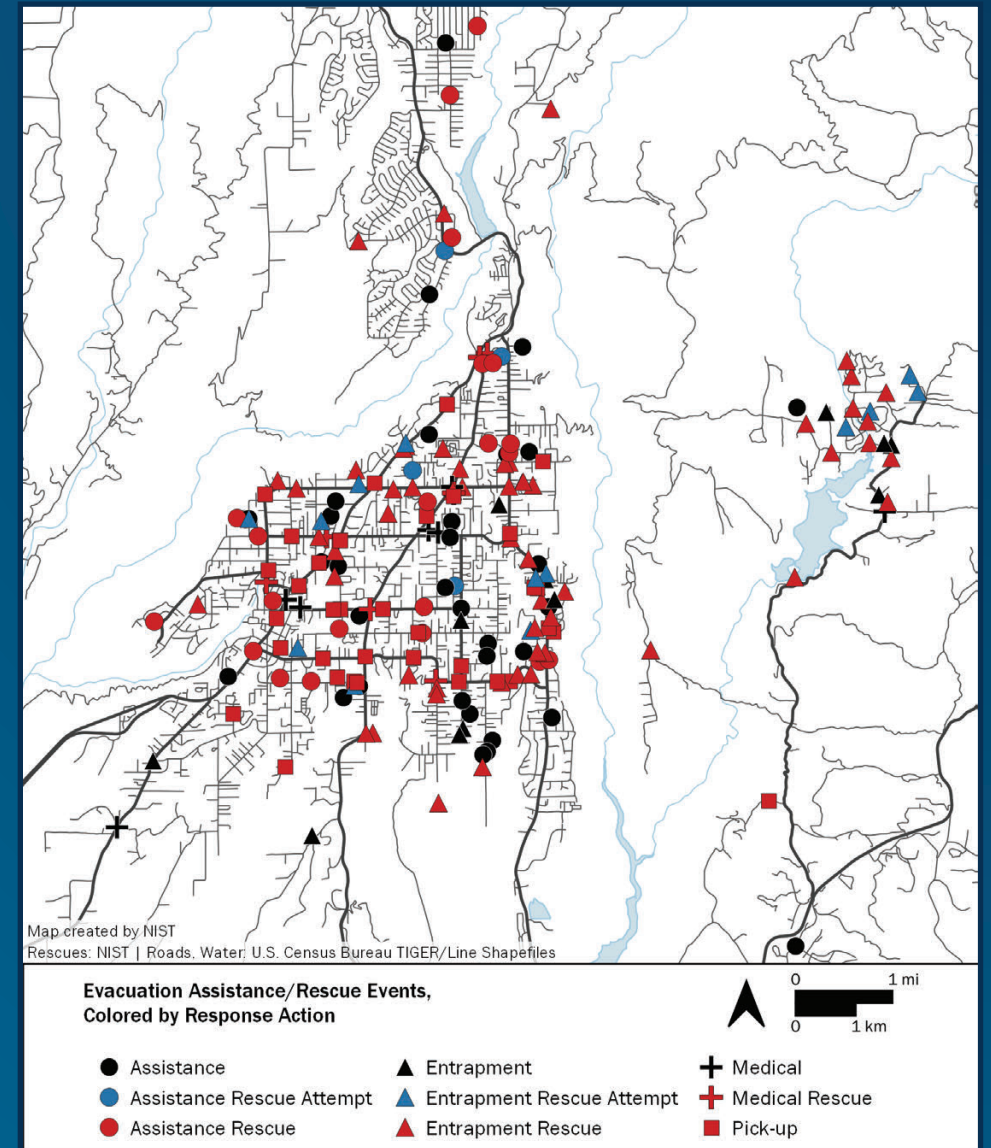 Map created by NIST
Rescues: NIST | Roads, Water: U.S. Census Bureau TIGER/Line Shapefiles
Evacuation Assistance/Rescue Events,
Colored by Response Action
0 1 mi
0 1 km
Assistance Entrapment Medical
Assistance Rescue Attempt Entrapment Rescue Attempt Medical Rescue
Assistance Rescue Entrapment Rescue Pick-up